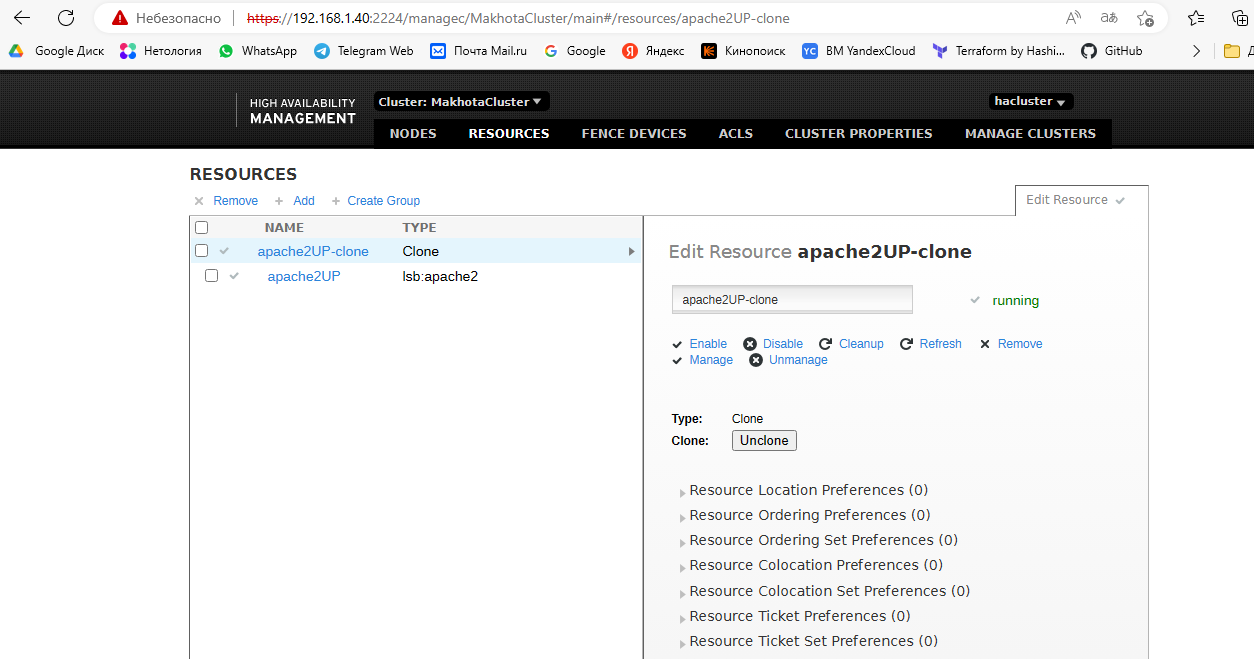 Небезопасно https://192.168.1.40:2224/managec/MakhotaCluster/main#/resources/apache2UP-clone
Google Диск Нетология WhatsApp Telegram Web Почта Mail.ru Google Яндекс Кинопоиск YC ВМ YandexCloud Terraform by Hashi... GitHub
HIGH AVAILABILITY
MANAGEMENT
Cluster: MakhotaCluster
hacluster
NODES RESOURCES FENCE DEVICES ACLS CLUSTER PROPERTIES MANAGE CLUSTERS
RESOURCES
Remove Add Create Group
Edit Resource
NAME TYPE
apache2UP-clone Clone
apache2UP lsb:apache2
Edit Resource apache2UP-clone
apache2UP-clone running
Enable Disable Cleanup Refresh Remove
Manage Unmanage
Type: Clone
Clone: Unclone
Resource Location Preferences (0)
Resource Ordering Preferences (0)
Resource Ordering Set Preferences (0)
Resource Colocation Preferences (0)
Resource Colocation Set Preferences (0)
Resource Ticket Preferences (0)
Resource Ticket Set Preferences (0)